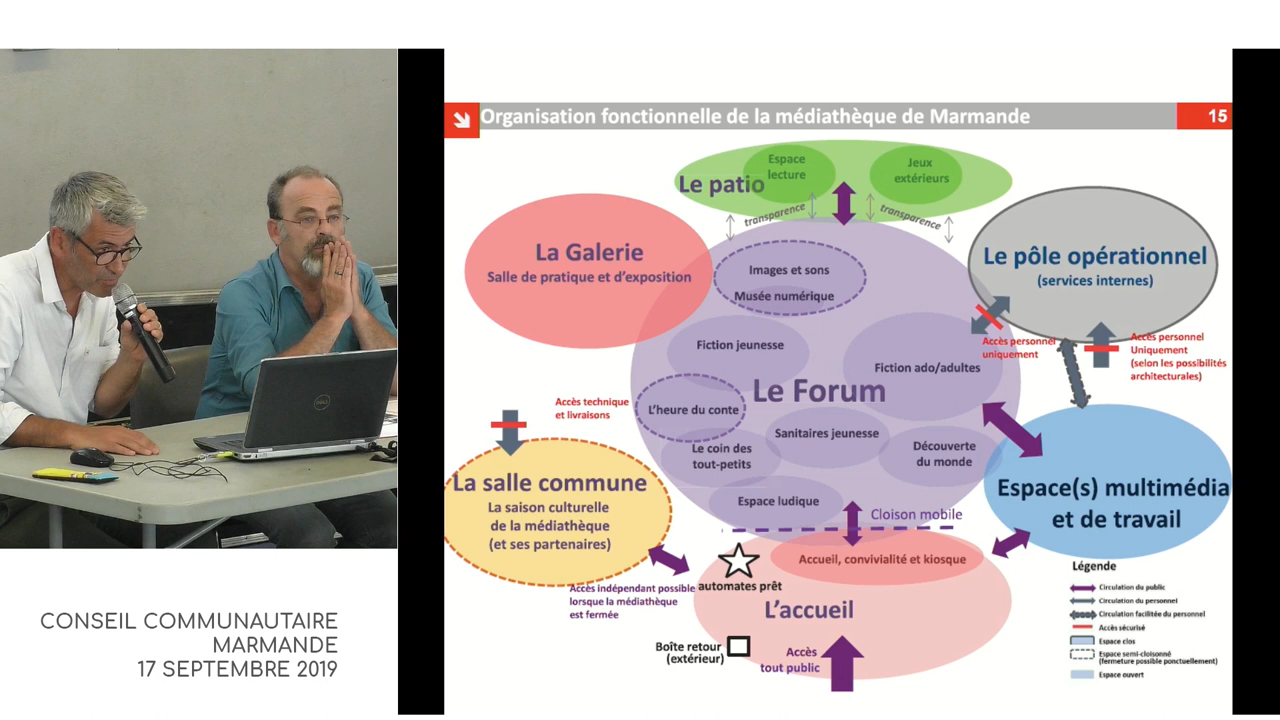 Organisation fonctionnelle de la médiathèque de Marmande
15
Espace
lecture
Jeux
extérieurs
Le patio
transparence
transparence
La Galerie
Salle de pratique et d'exposition
Images et sons
Musée numérique
Le pôle opérationnel
(services internes)
Accès personnel
uniquement
Accès personnel
Uniquement
(selon les possibilités
architecturales)
Fiction jeunesse
Fiction ado/adultes
Le Forum
L'heure du conte
Accès technique
et livraisons
Sanitaires jeunesse
Le coin des
tout-petits
Découverte
du monde
Espace ludique
La salle commune
La saison culturelle
de la médiathèque
(et ses partenaires)
Espace(s) multimédia
et de travail
Cloison mobile
Accueil, convivialité et kiosque
automates prêt
Accès indépendant possible
lorsque la médiathèque
est fermée
L'accueil
Boîte retour
(extérieur)
Accès
tout public
Légende
Circulation du public
Circulation du personnel
Circulation facilitée du personnel
Accès sécurisé
Espace clos
Espace semi-cloisonné
(fermeture possible ponctuellement)
Espace ouvert
DELL
CONSEIL COMMUNAUTAIRE
MARMANDE
17 SEPTEMBRE 2019